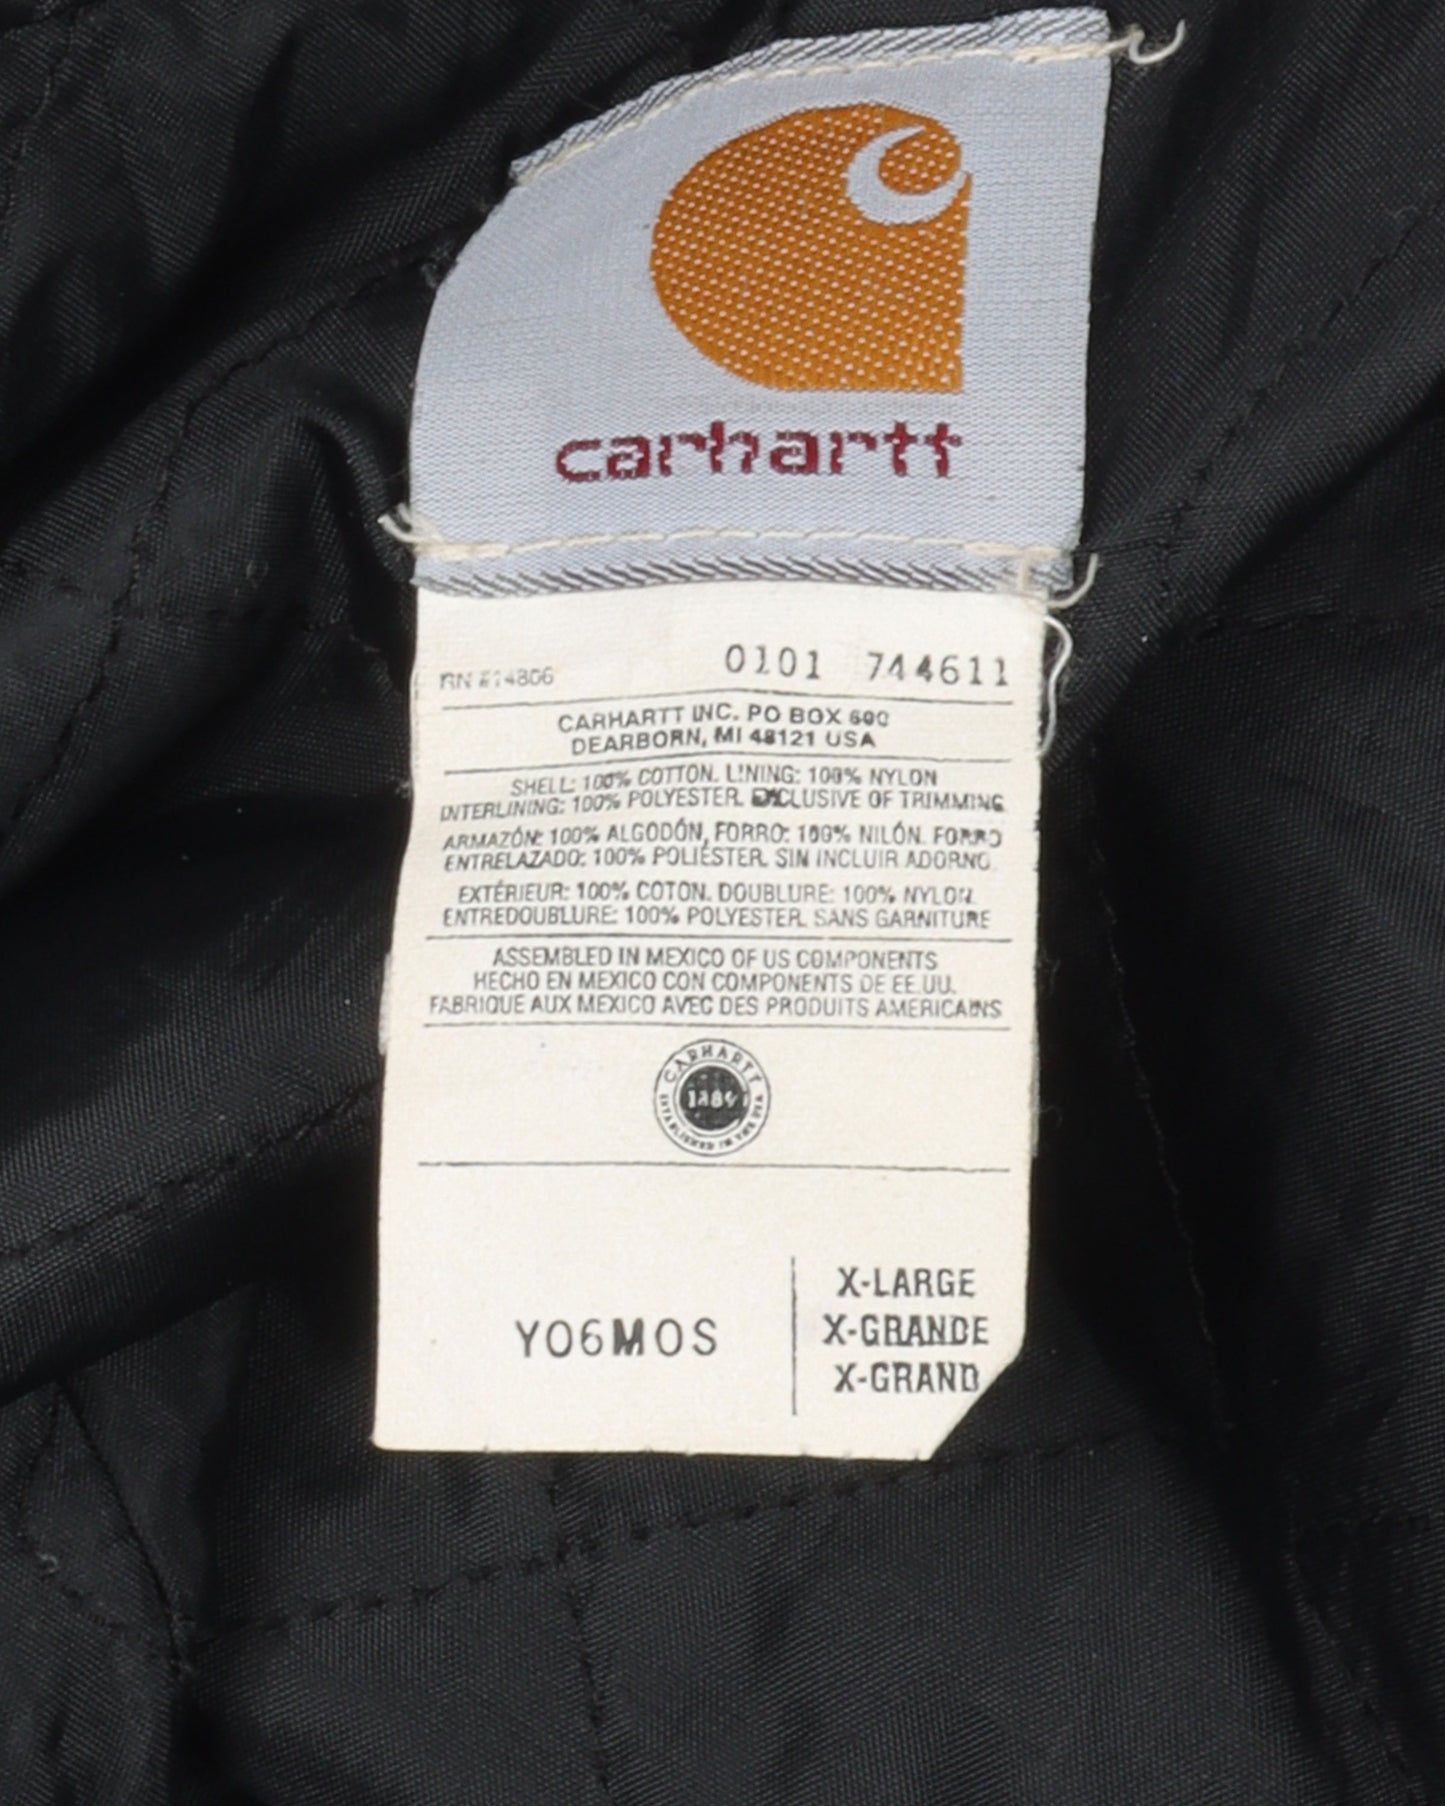 carhartt
RN #14806 0101 744611
CARHARTT INC. PO BOX 600
DEARBORN, MI 48121 USA
SHELL: 100% COTTON. LINING: 100% NYLON
INTERLINING: 100% POLYESTER. EXCLUSIVE OF TRIMMING
ARMAZÓN: 100% ALGODÓN, FORRO: 100% NILÓN. FORRO
ENTRELAZADO: 100% POLIÉSTER. SIN INCLUIR ADORNO.
EXTÉRIEUR: 100% COTON. DOUBLURE: 100% NYLON.
ENTREDOUBLURE: 100% POLYESTER. SANS GARNITURE
ASSEMBLED IN MEXICO OF US COMPONENTS
HECHO EN MEXICO CON COMPONENTS DE EE.UU.
FABRIQUE AUX MEXICO AVEC DES PRODUITS AMERICAINS
CARHARTT
1889
ESTABLISHED IN THE USA
YO6MOS
X-LARGE
X-GRANDE
X-GRAND